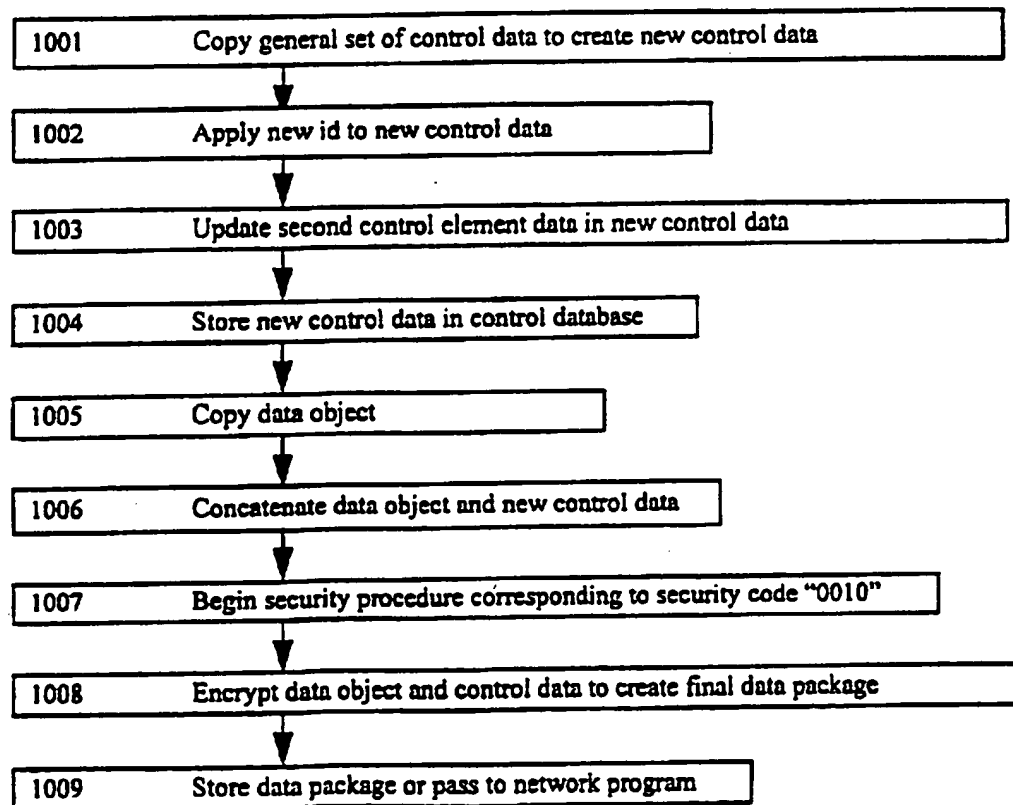 1001 Copy general set of control data to create new control data
1002 Apply new id to new control data
1003 Update second control element data in new control data
1004 Store new control data in control database
1005 Copy data object
1006 Concatenate data object and new control data
1007 Begin security procedure corresponding to security code “0010”
1008 Encrypt data object and control data to create final data package
1009 Store data package or pass to network program